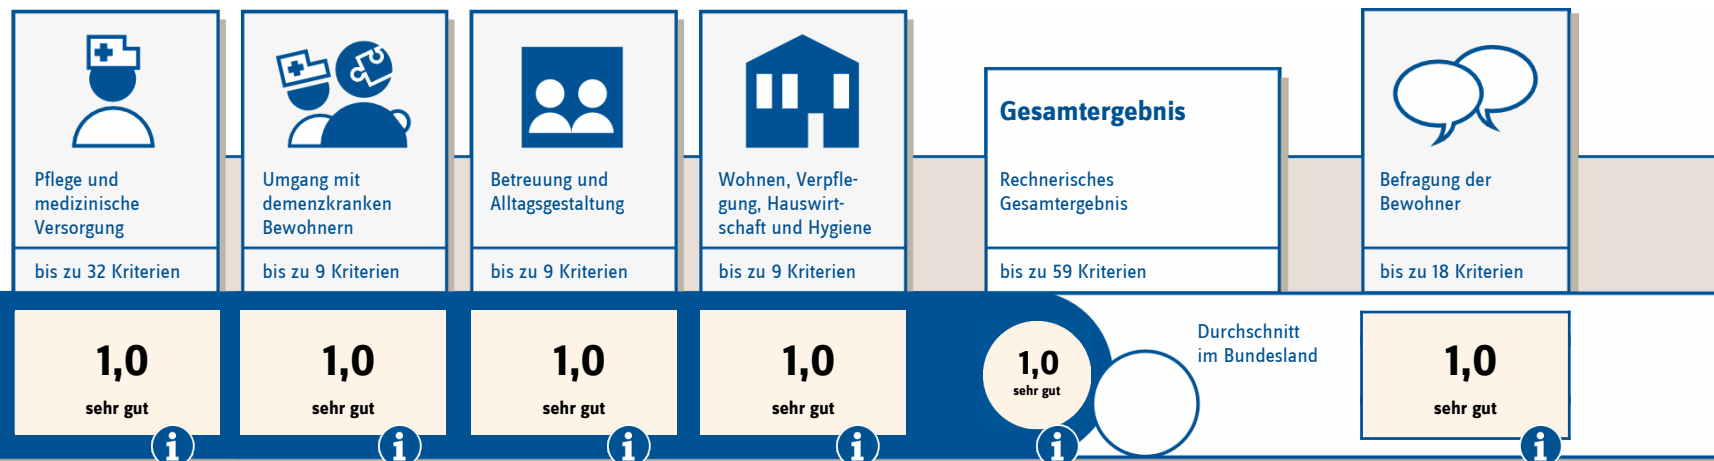 Pflege und
medizinische
Versorgung
bis zu 32 Kriterien
1,0
sehr gut
i
Umgang mit
demenzkranken
Bewohnern
bis zu 9 Kriterien
1,0
sehr gut
i
Betreuung und
Alltagsgestaltung
bis zu 9 Kriterien
1,0
sehr gut
i
Wohnen, Verpfle-
gung, Hauswirt-
schaft und Hygiene
bis zu 9 Kriterien
1,0
sehr gut
i
Gesamtergebnis
Rechnerisches
Gesamtergebnis
bis zu 59 Kriterien
1,0
sehr gut
i
Durchschnitt
im Bundesland
Befragung der
Bewohner
bis zu 18 Kriterien
1,0
sehr gut
i